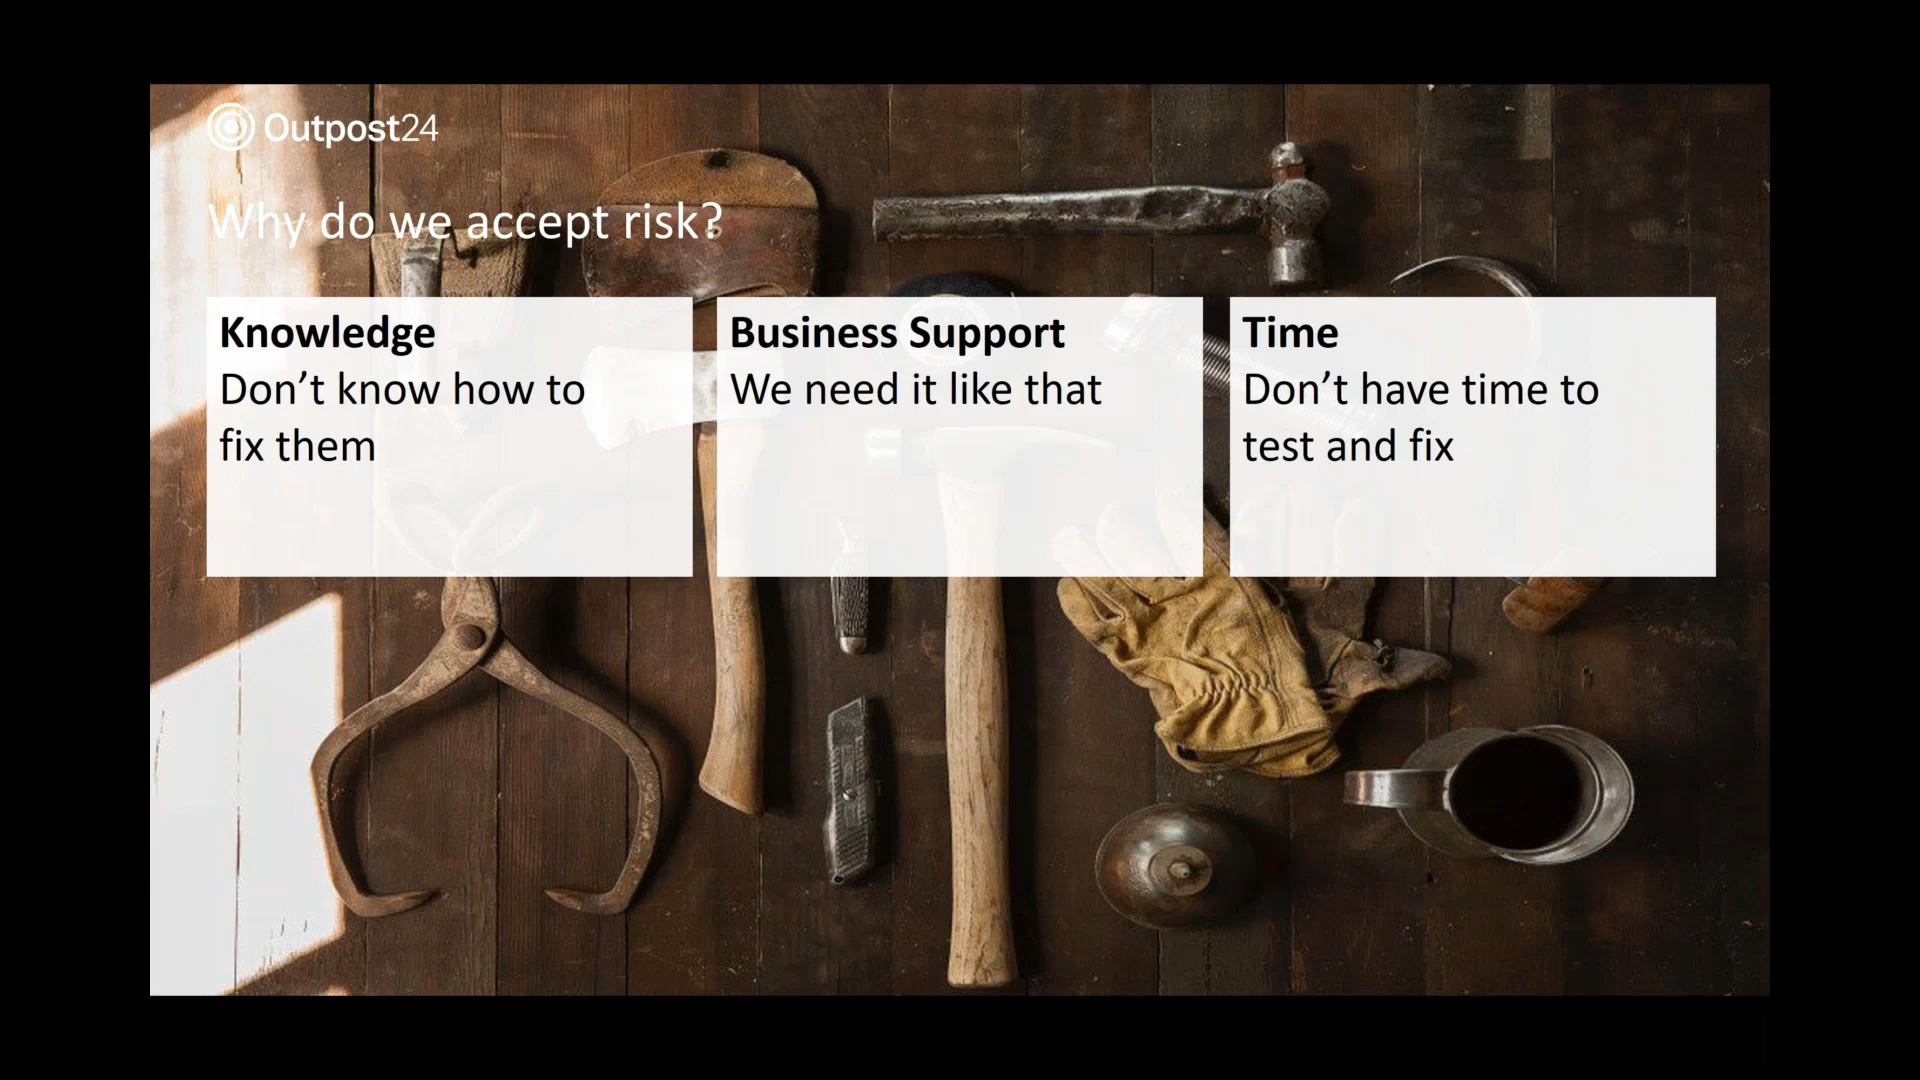 Outpost24
Why do we accept risk?
Knowledge
Don’t know how to
fix them
Business Support
We need it like that
Time
Don’t have time to
test and fix